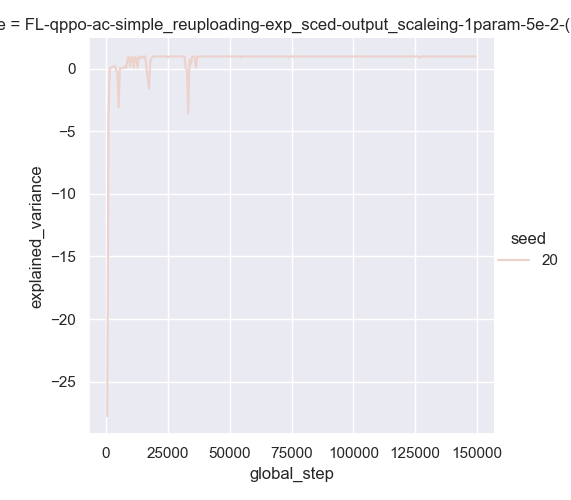 e = FL-qppo-ac-simple_reuploading-exp_sced-output_scaleing-1param-5e-2-(
0
−5
−10
−15
−20
−25
explained_variance
0 25000 50000 75000 100000 125000 150000
global_step
seed
20